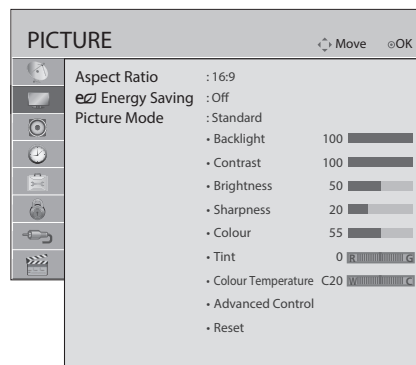 PICTURE Move ⊙OK
Aspect Ratio : 16:9
Energy Saving : Off
Picture Mode : Standard
• Backlight 100
• Contrast 100
• Brightness 50
• Sharpness 20
• Colour 55
• Tint 0 R G
• Colour Temperature C20 W C
• Advanced Control
• Reset